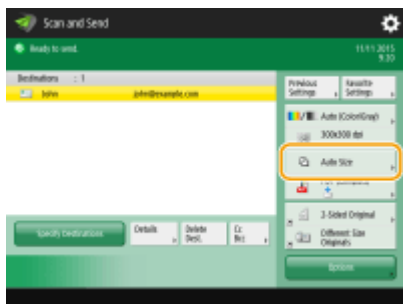 Scan and Send
Ready to send.
11/11 2015
9:30
Destinations : 1
John john@example.com
Previous Settings
Favorite Settings
Auto (Color/Gray)
300x300 dpi
Auto Size
2-Sided Original
Different Size Originals
Specify Destinations
Details
Delete Dest.
Cc Bcc
Options